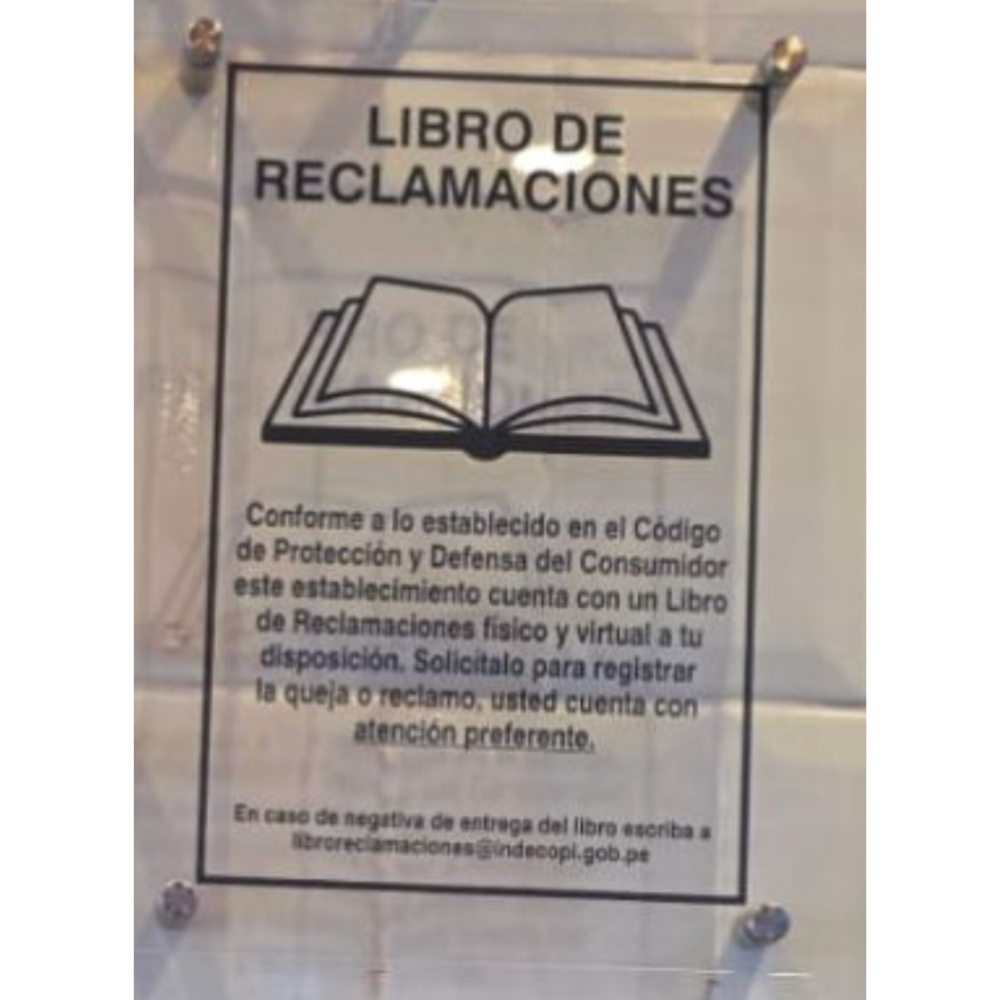 LIBRO DE
RECLAMACIONES
Conforme a lo establecido en el Código
de Protección y Defensa del Consumidor
este establecimiento cuenta con un Libro
de Reclamaciones físico y virtual a tu
disposición. Solicítalo para registrar
la queja o reclamo, usted cuenta con
atención preferente.
En caso de negativa de entrega del libro escriba a
libroreclamaciones@indecopi.gob.pe